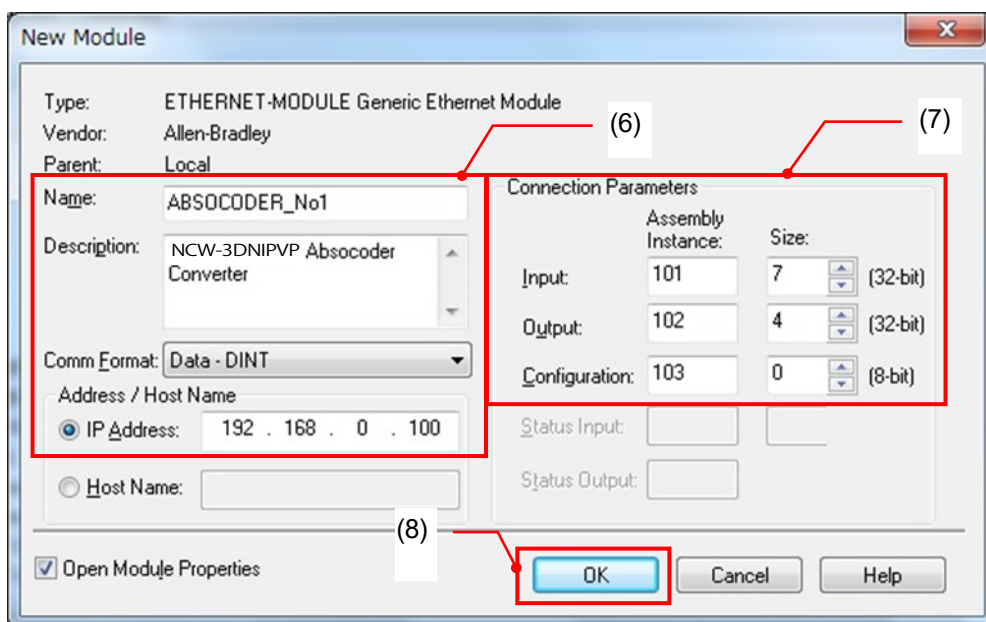 New Module
Type: ETHERNET-MODULE Generic Ethernet Module
Vendor: Allen-Bradley
Parent: Local
(6)
(7)
Name: ABSOCODER_No1
Description: NCW-3DNIPVP Absocoder
Converter
Comm Format: Data - DINT
Address / Host Name
IP Address: 192 . 168 . 0 . 100
Host Name:
Connection Parameters
Assembly
Instance: Size:
Input: 101 7 (32-bit)
Output: 102 4 (32-bit)
Configuration: 103 0 (8-bit)
Status Input:
Status Output:
(8)
Open Module Properties
OK Cancel Help